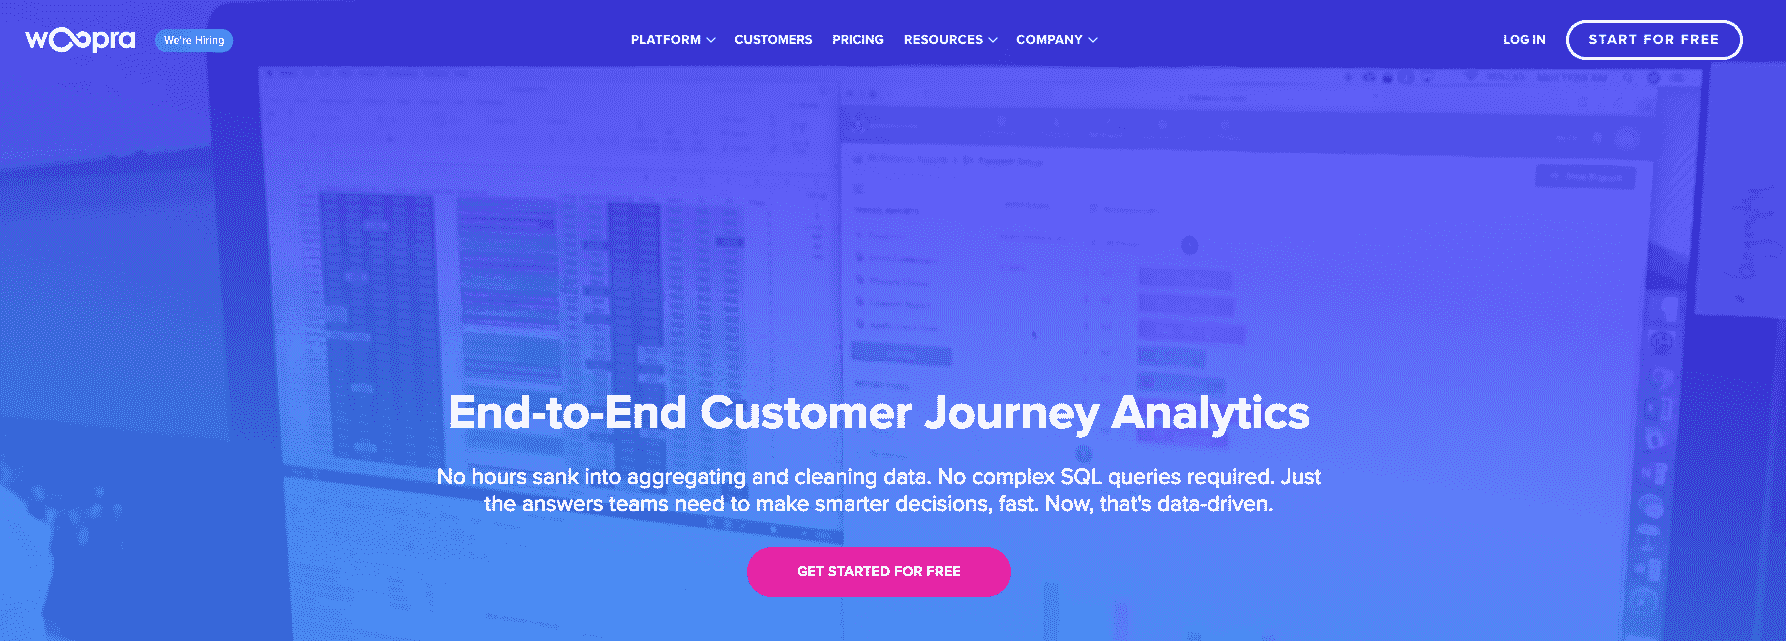 woopra
We're Hiring
PLATFORM
CUSTOMERS
PRICING
RESOURCES
COMPANY
LOG IN
START FOR FREE
End-to-End Customer Journey Analytics
No hours sank into aggregating and cleaning data. No complex SQL queries required. Just
the answers teams need to make smarter decisions, fast. Now, that's data-driven.
GET STARTED FOR FREE